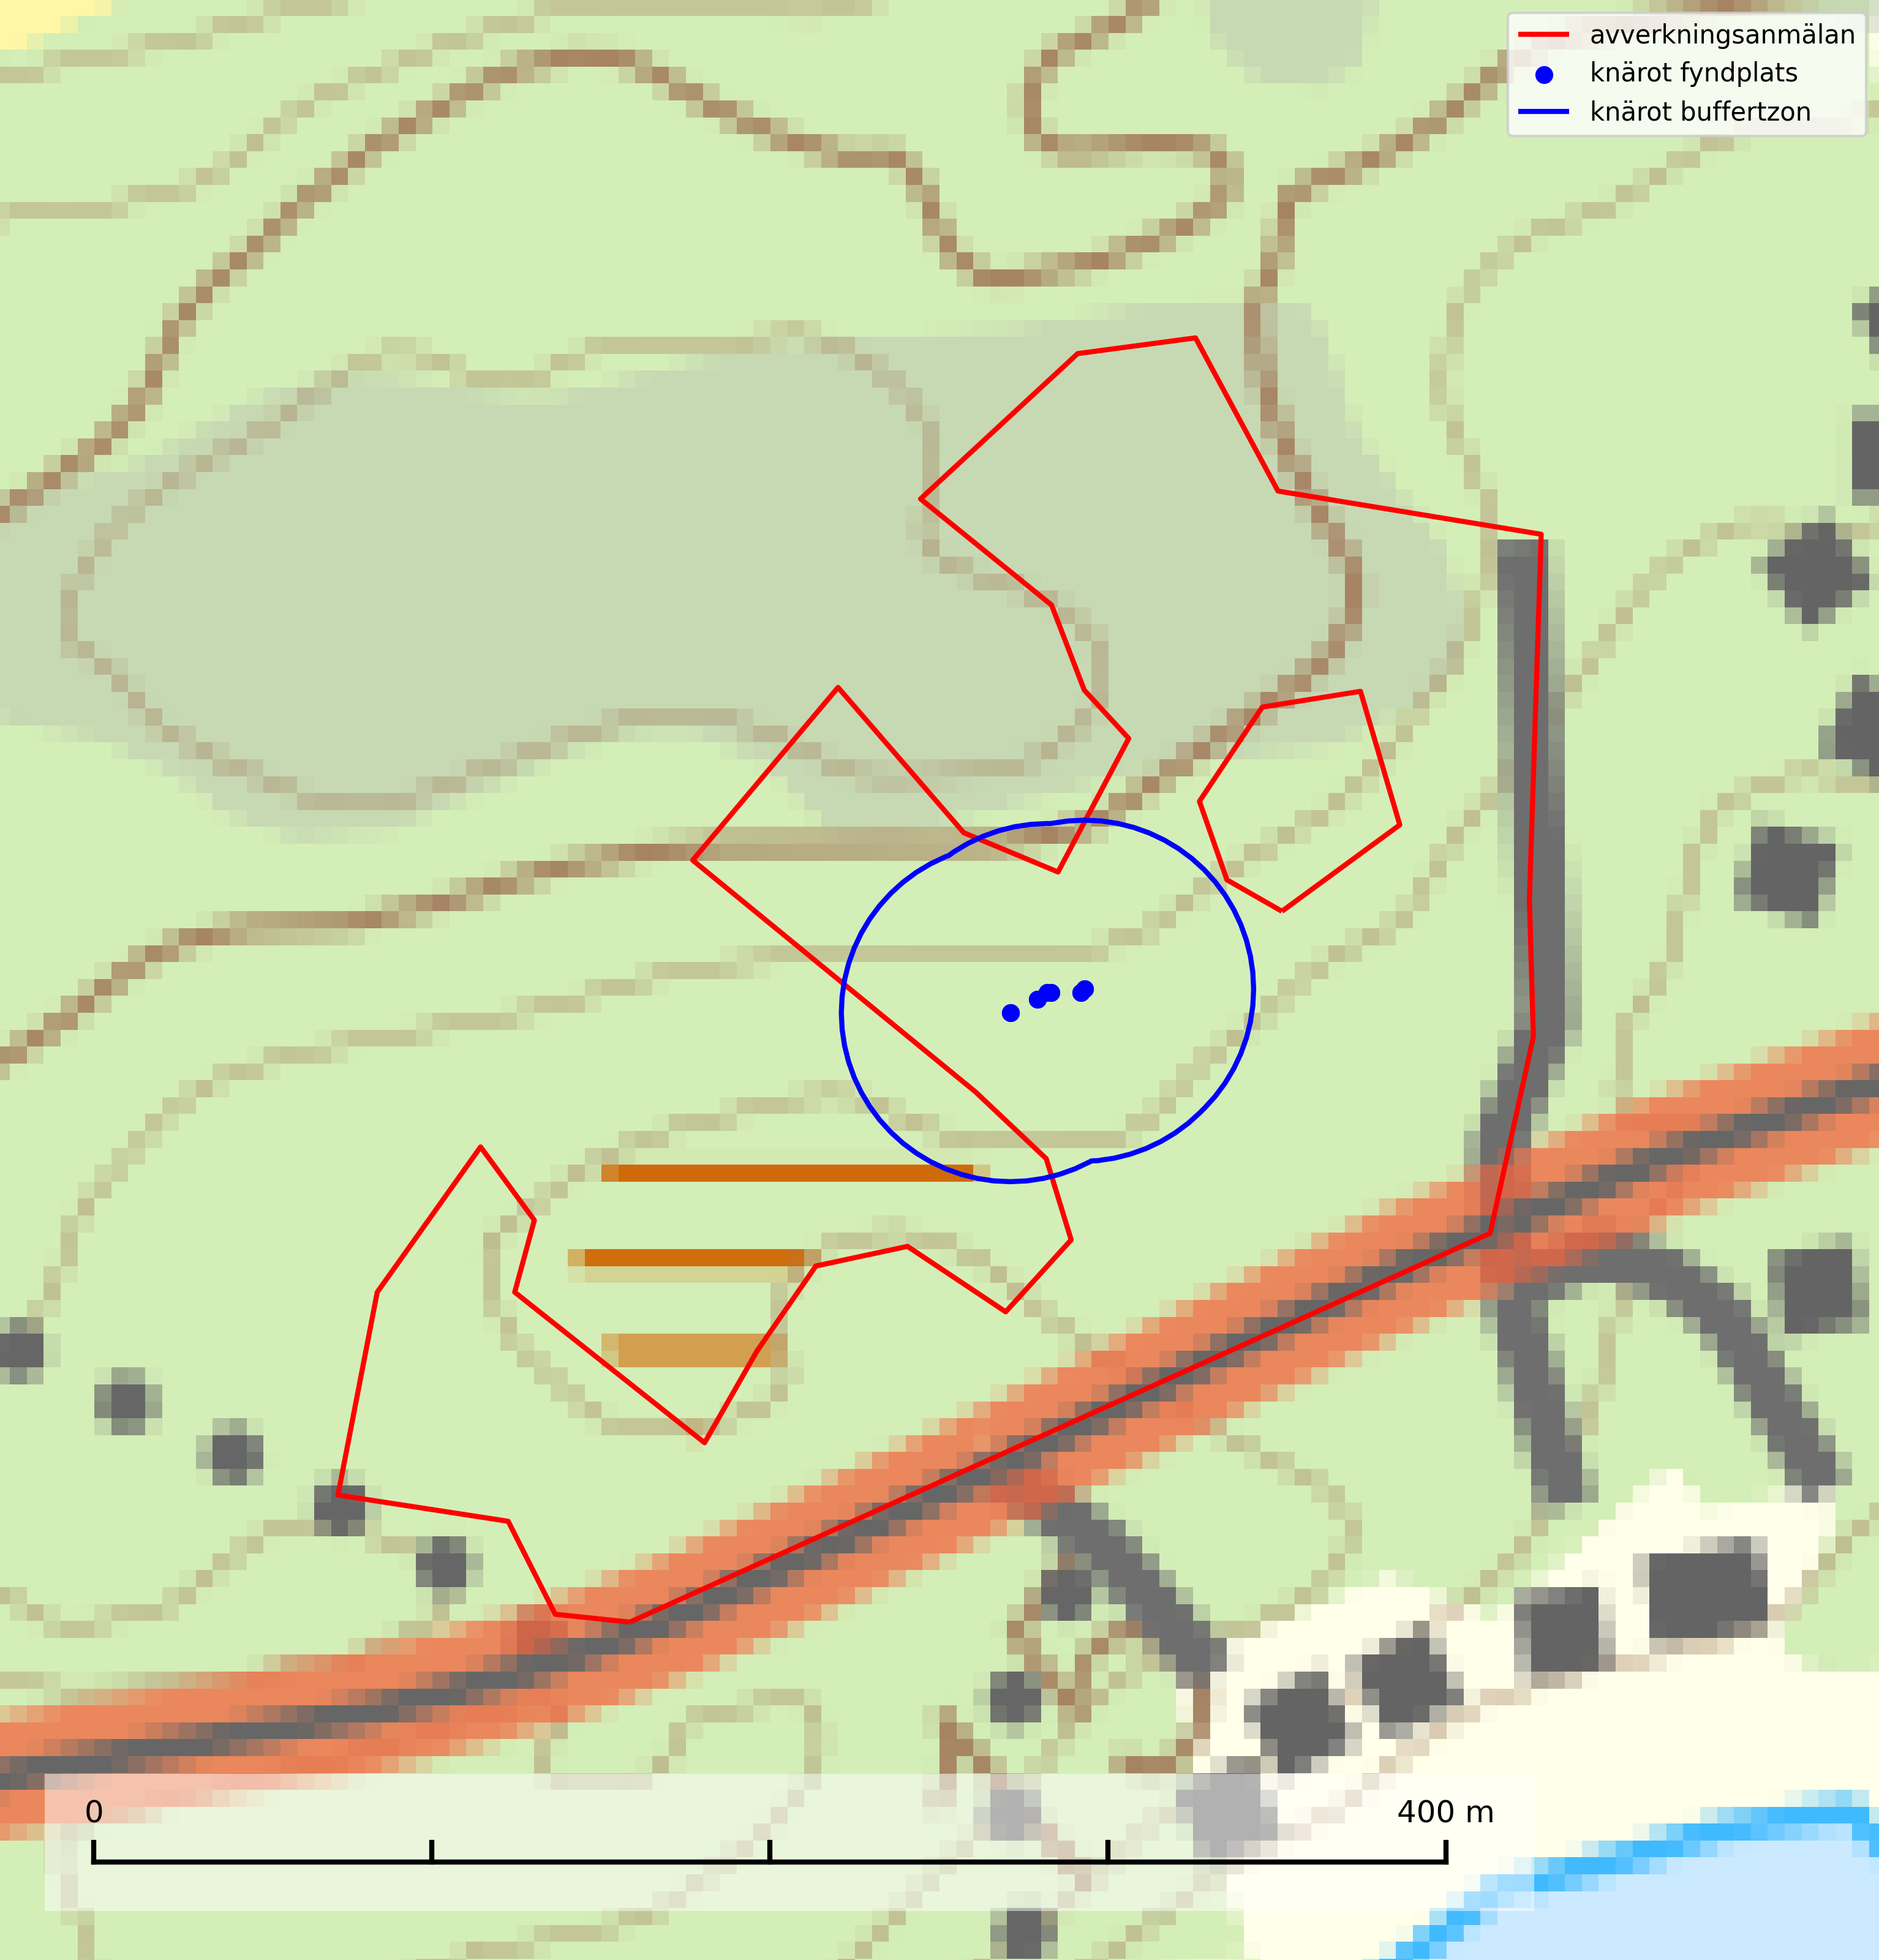 avverkningsanmälan
knärot fyndplats
knärot buffertzon
0
400 m